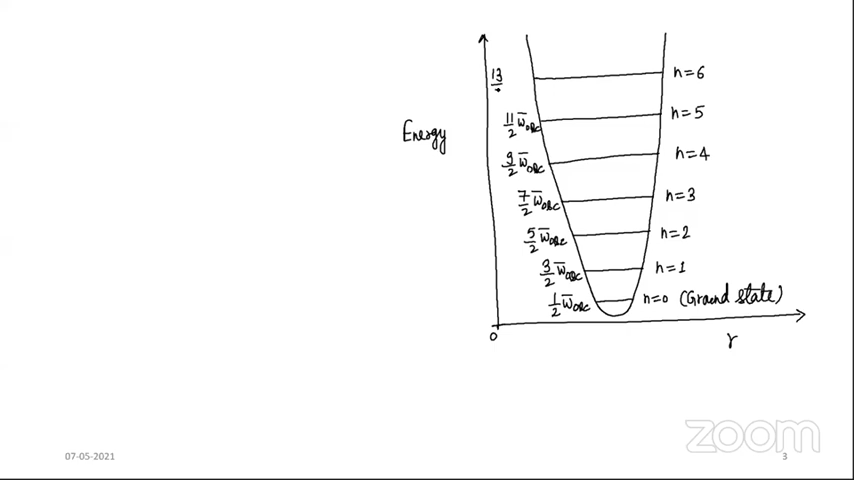 13
n=6
11/2 w̅osc
n=5
Energy
9/2 w̅osc
n=4
7/2 w̅osc
n=3
5/2 w̅osc
n=2
3/2 w̅osc
n=1
1/2 w̅osc
n=0 (Ground state)
0
r
zoom
07-05-2021
3